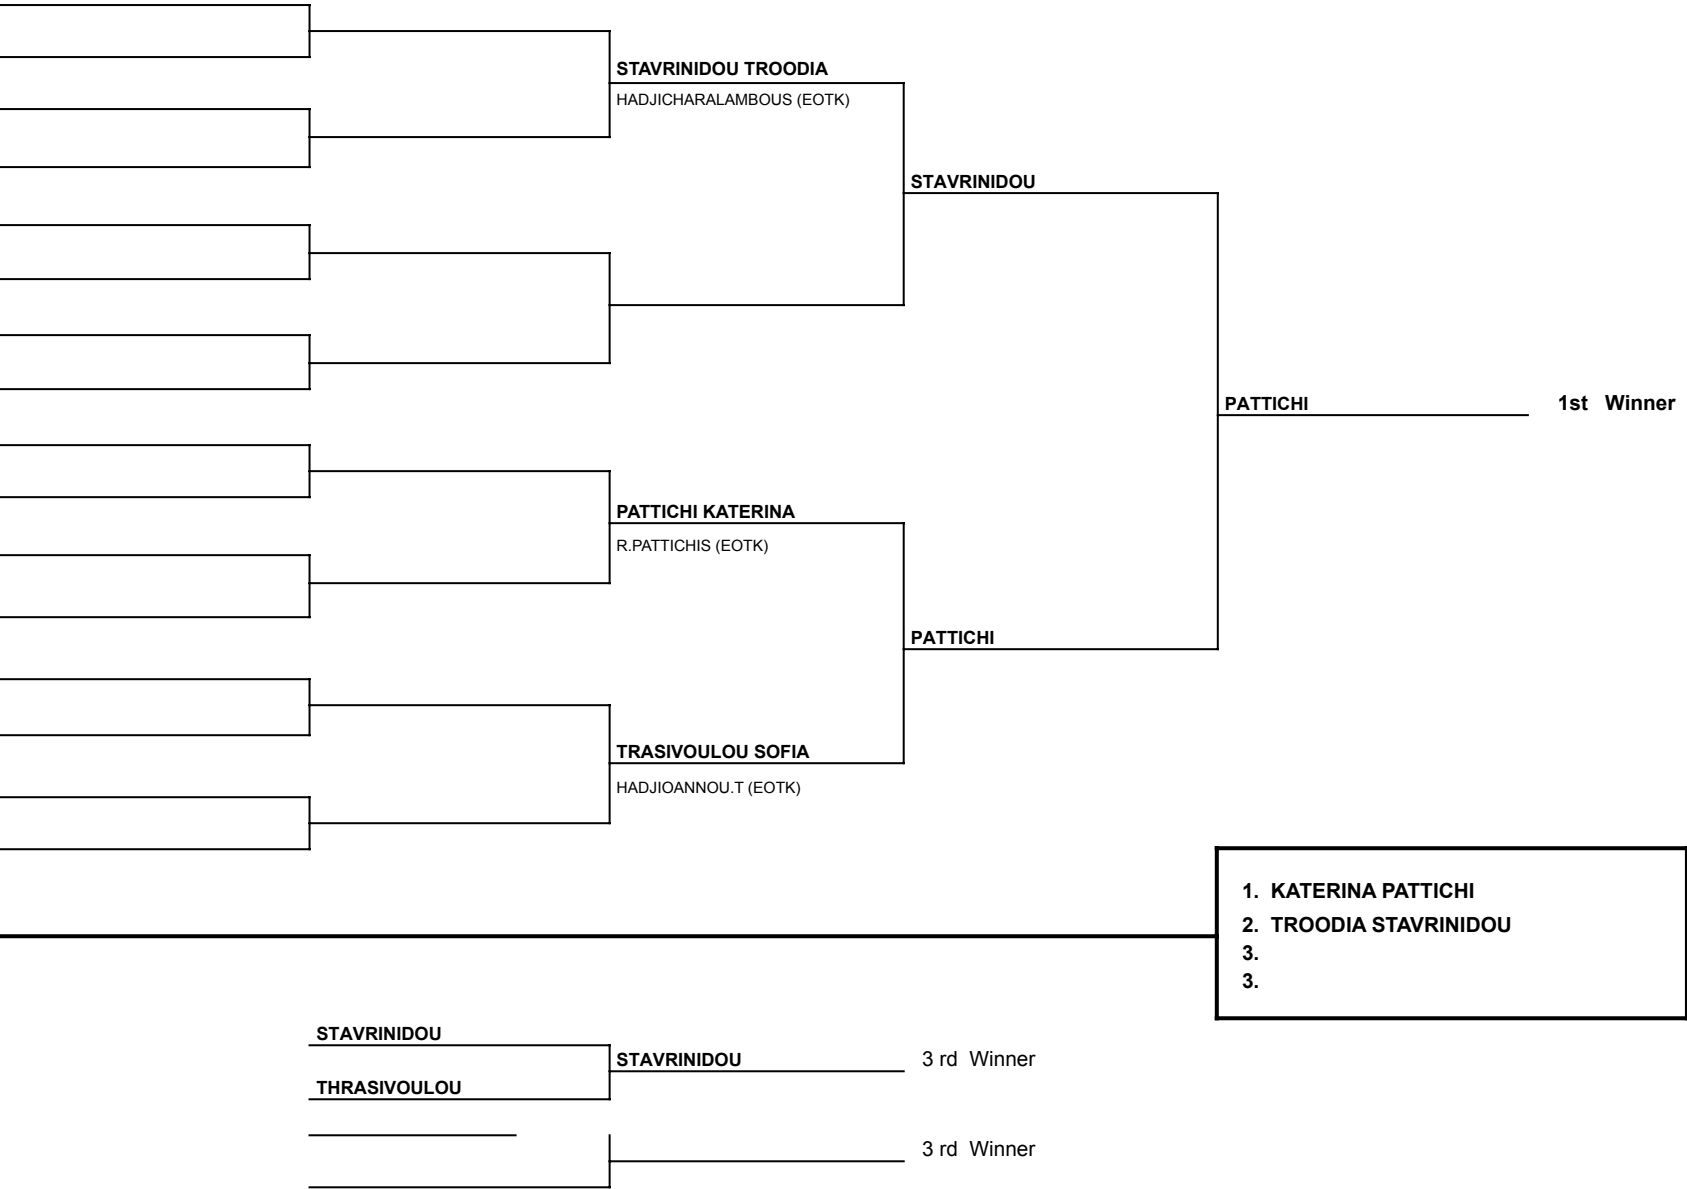 STAVRINIDOU TROODIA
HADJICHARALAMBOUS (EOTK)
STAVRINIDOU
PATTICHI
1st Winner
PATTICHI KATERINA
R.PATTICHIS (EOTK)
PATTICHI
TRASIVOULOU SOFIA
HADJIOANNOU.T (EOTK)
1. KATERINA PATTICHI
2. TROODIA STAVRINIDOU
3.
3.
STAVRINIDOU
STAVRINIDOU
3 rd Winner
THRASIVOULOU
3 rd Winner